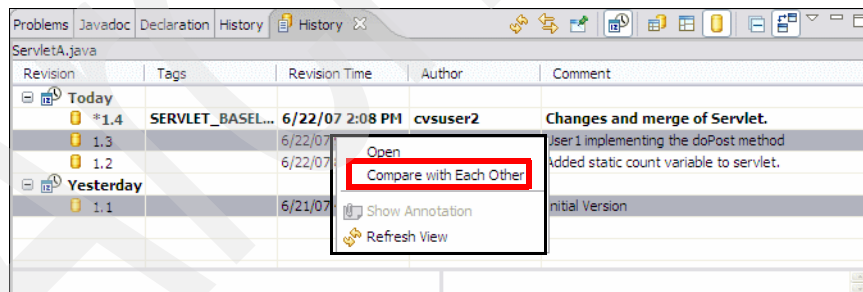 Problems Javadoc Declaration History History
ServletA.java
Revision Tags Revision Time Author Comment
Today
*1.4 SERVLET_BASEL... 6/22/07 2:08 PM cvsuser2 Changes and merge of Servlet.
1.3 6/22/07 User1 implementing the doPost method
Open
1.2 6/22/07 Added static count variable to servlet.
Compare with Each Other
Yesterday
1.1 6/21/07 Initial Version
Show Annotation
Refresh View